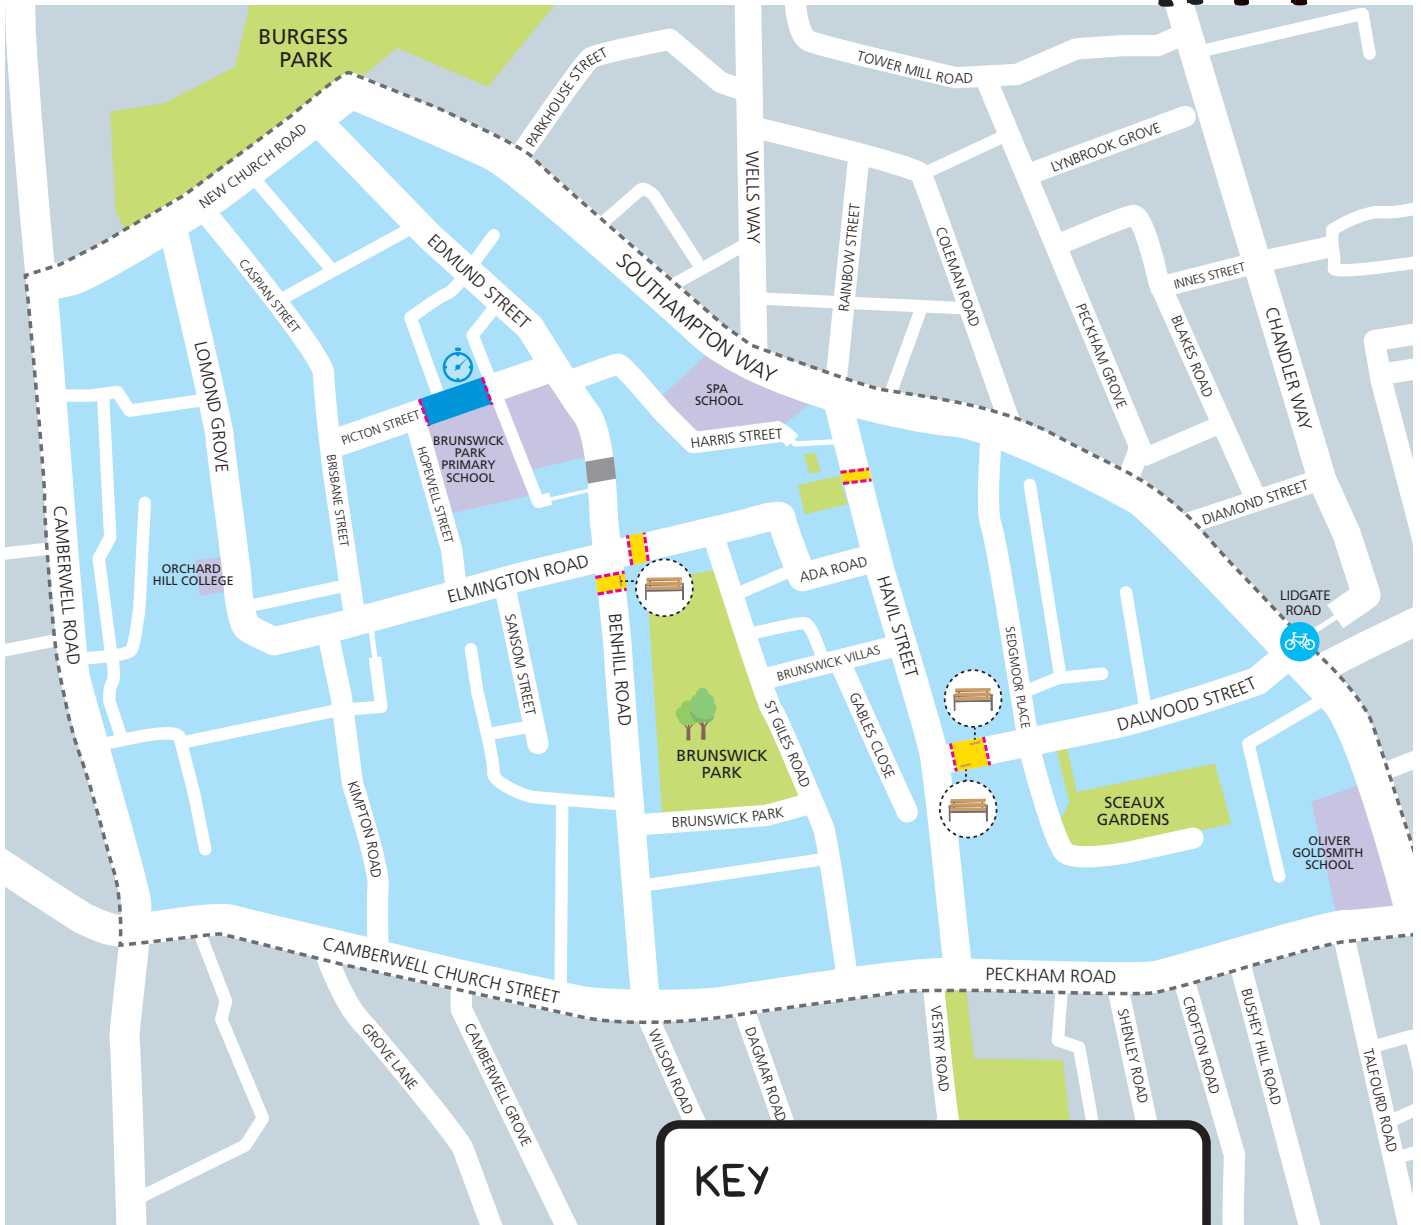 BURGESS
PARK
NEW CHURCH ROAD
PARKHOUSE STREET
TOWER MILL ROAD
LYNBROOK GROVE
WELLS WAY
RAINBOW STREET
COLEMAN ROAD
PECKHAM GROVE
INNES STREET
BLAKES ROAD
CHANDLER WAY
DIAMOND STREET
EDMUND STREET
CASPIAN STREET
SOUTHAMPTON WAY
LOMOND GROVE
PICTON STREET
BRISBANE STREET
HOPEWELL STREET
BRUNSWICK
PARK
PRIMARY
SCHOOL
SPA
SCHOOL
HARRIS STREET
CAMBERWELL ROAD
ORCHARD
HILL COLLEGE
ELMINGTON ROAD
SANSOM STREET
BENHILL ROAD
ADA ROAD
HAVIL STREET
BRUNSWICK VILLAS
GABLES CLOSE
ST GILES ROAD
SEDGMOOR PLACE
DALWOOD STREET
LIDGATE
ROAD
BRUNSWICK
PARK
BRUNSWICK PARK
SCEAUX
GARDENS
OLIVER
GOLDSMITH
SCHOOL
KIMPTON ROAD
CAMBERWELL CHURCH STREET
PECKHAM ROAD
GROVE LANE
CAMBERWELL GROVE
WILSON ROAD
DAGMAR ROAD
VESTRY ROAD
SHENLEY ROAD
CROFTON ROAD
BUSHEY HILL ROAD
TALFOURD ROAD
KEY